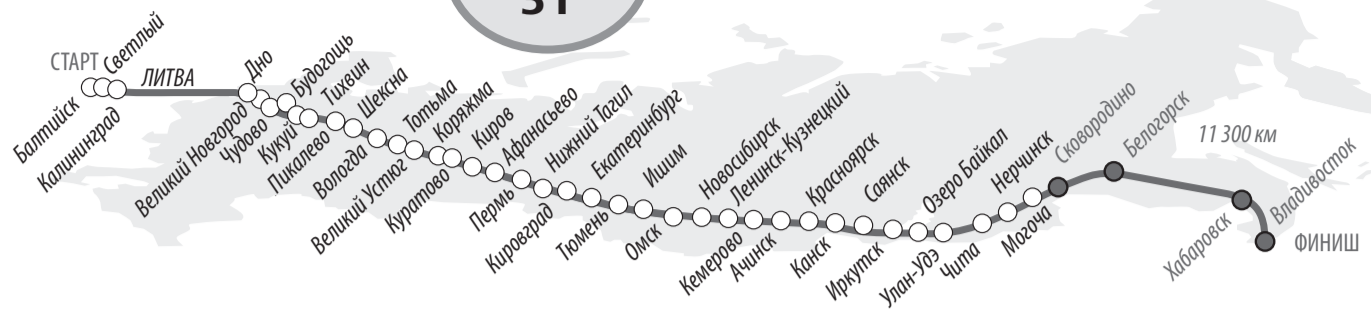 31
СТАРТ
Балтийск
Светлый
Калининград
ЛИТВА
Дно
Великий Новгород
Чудово
Будогощь
Кукуй
Тихвин
Пикалево
Шексна
Вологда
Тотьма
Великий Устюг
Коряжма
Куратово
Киров
Афанасьево
Пермь
Нижний Тагил
Кировград
Екатеринбург
Тюмень
Ишим
Омск
Новосибирск
Ленинск-Кузнецкий
Кемерово
Ачинск
Красноярск
Канск
Саянск
Иркутск
Озеро Байкал
Улан-Удэ
Чита
Нерчинск
Могоча
Сковородино
Белогорск
11 300 км
Хабаровск
Владивосток
ФИНИШ